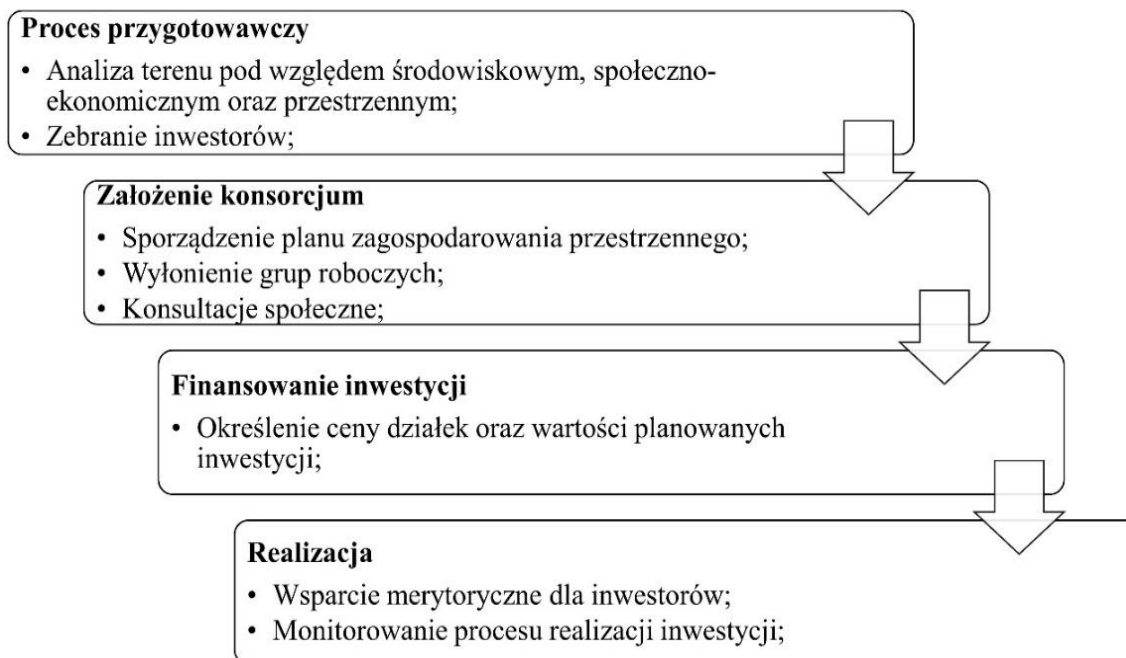 Proces przygotowawczy
• Analiza terenu pod względem środowiskowym, społeczno-
ekonomicznym oraz przestrzennym;
• Zebranie inwestorów;
Założenie konsorcjum
• Sporządzenie planu zagospodarowania przestrzennego;
• Wyłonienie grup roboczych;
• Konsultacje społeczne;
Finansowanie inwestycji
• Określenie ceny działek oraz wartości planowanych
inwestycji;
Realizacja
• Wsparcie merytoryczne dla inwestorów;
• Monitorowanie procesu realizacji inwestycji;